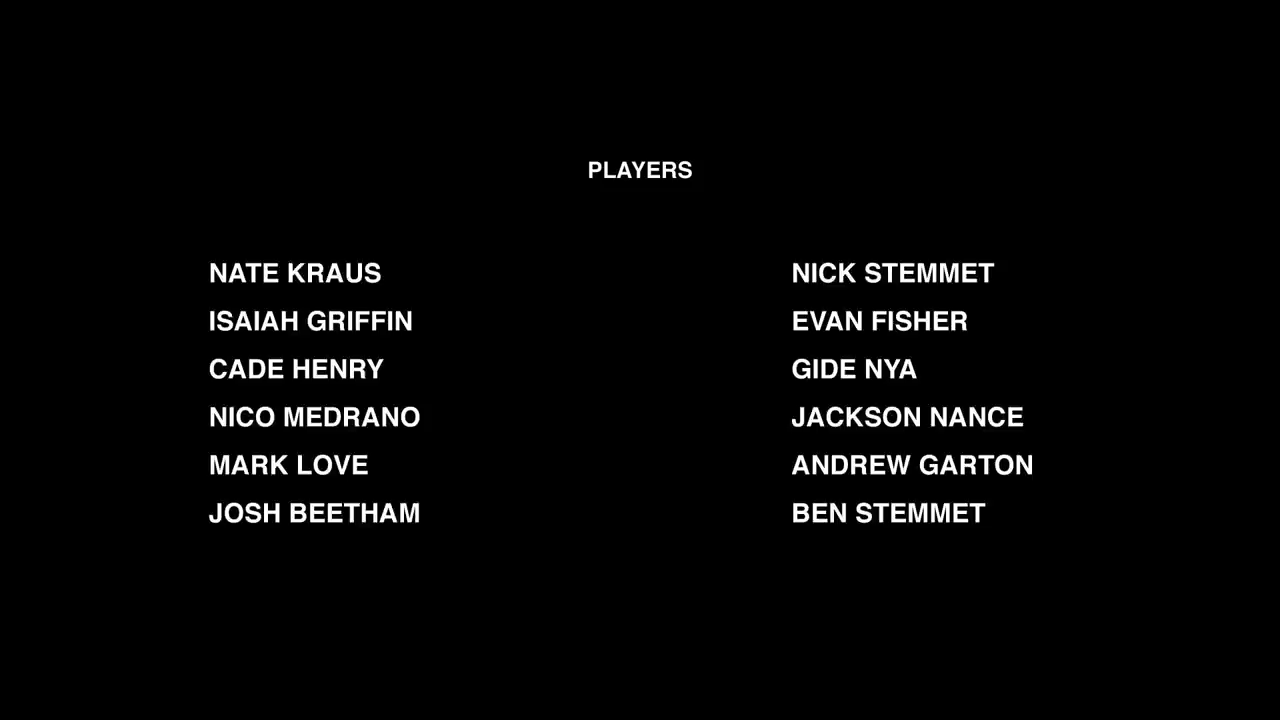 PLAYERS
NATE KRAUS
ISAIAH GRIFFIN
CADE HENRY
NICO MEDRANO
MARK LOVE
JOSH BEETHAM
NICK STEMMET
EVAN FISHER
GIDE NYA
JACKSON NANCE
ANDREW GARTON
BEN STEMMET